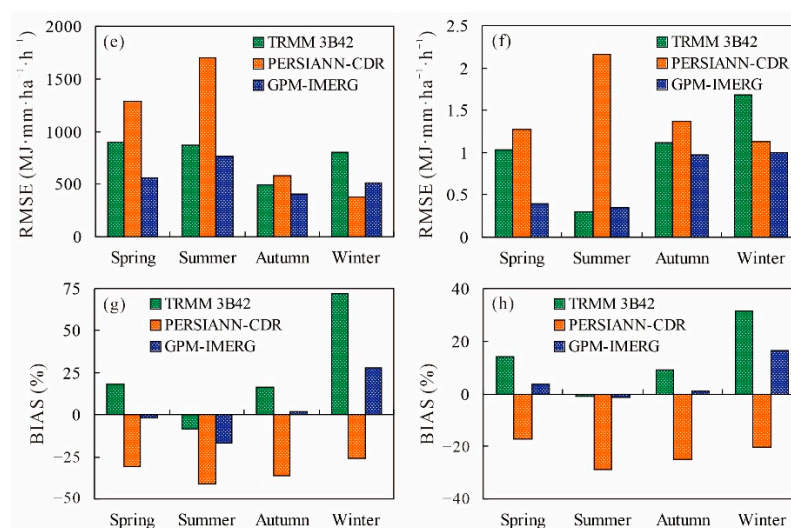 (e)
TRMM 3B42
PERSIANN-CDR
GPM-IMERG
RMSE (MJ·mm·ha⁻¹·h⁻¹)
2000
1500
1000
500
0
Spring Summer Autumn Winter
(f)
TRMM 3B42
PERSIANN-CDR
GPM-IMERG
RMSE (MJ·mm·ha⁻¹·h⁻¹)
2.5
2
1.5
1
0.5
0
Spring Summer Autumn Winter
(g)
TRMM 3B42
PERSIANN-CDR
GPM-IMERG
BIAS (%)
75
50
25
0
−25
−50
Spring Summer Autumn Winter
(h)
TRMM 3B42
PERSIANN-CDR
GPM-IMERG
BIAS (%)
40
20
0
−20
−40
Spring Summer Autumn Winter